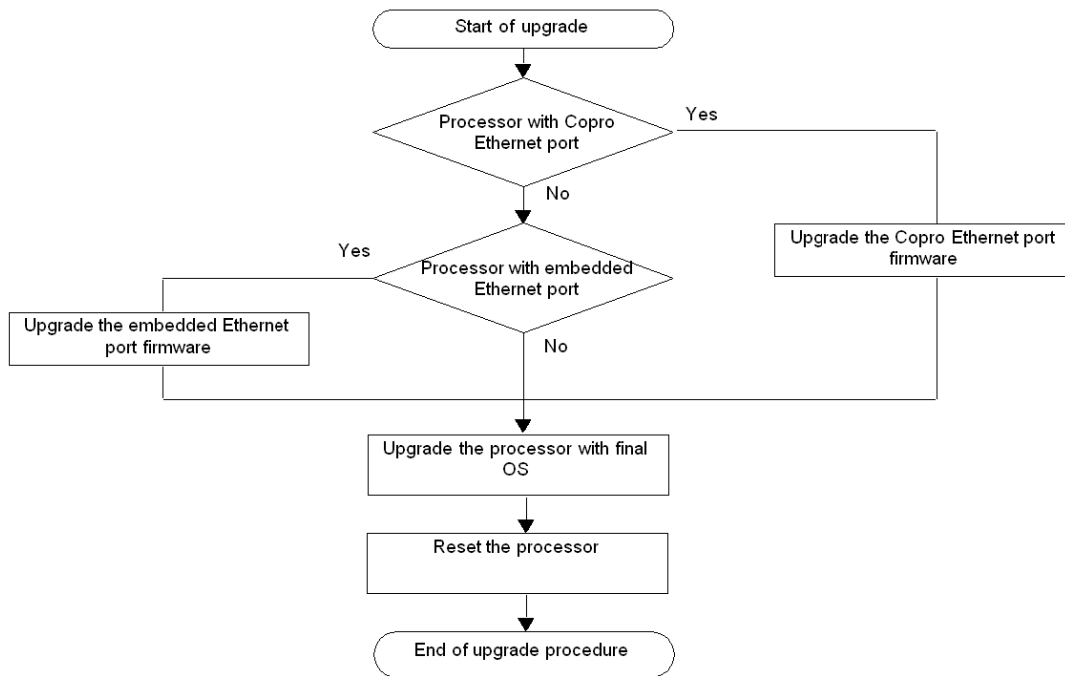 Start of upgrade
Processor with Copro
Ethernet port
Yes
No
Upgrade the Copro Ethernet port
firmware
Yes
Processor with embedded
Ethernet port
Upgrade the embedded Ethernet
port firmware
No
Upgrade the processor with final
OS
Reset the processor
End of upgrade procedure